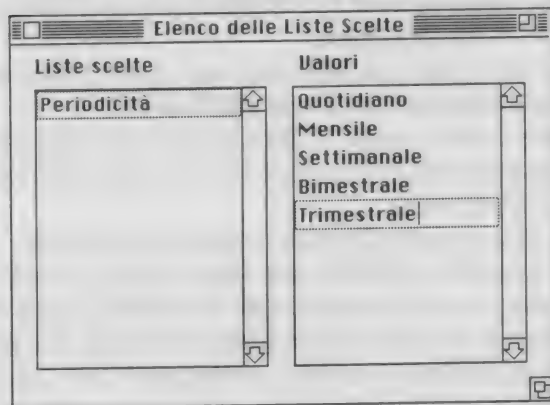 Elenco delle Liste Scelte
Liste scelte
Valori
Periodicità
Quotidiano
Mensile
Settimanale
Bimestrale
Trimestrale